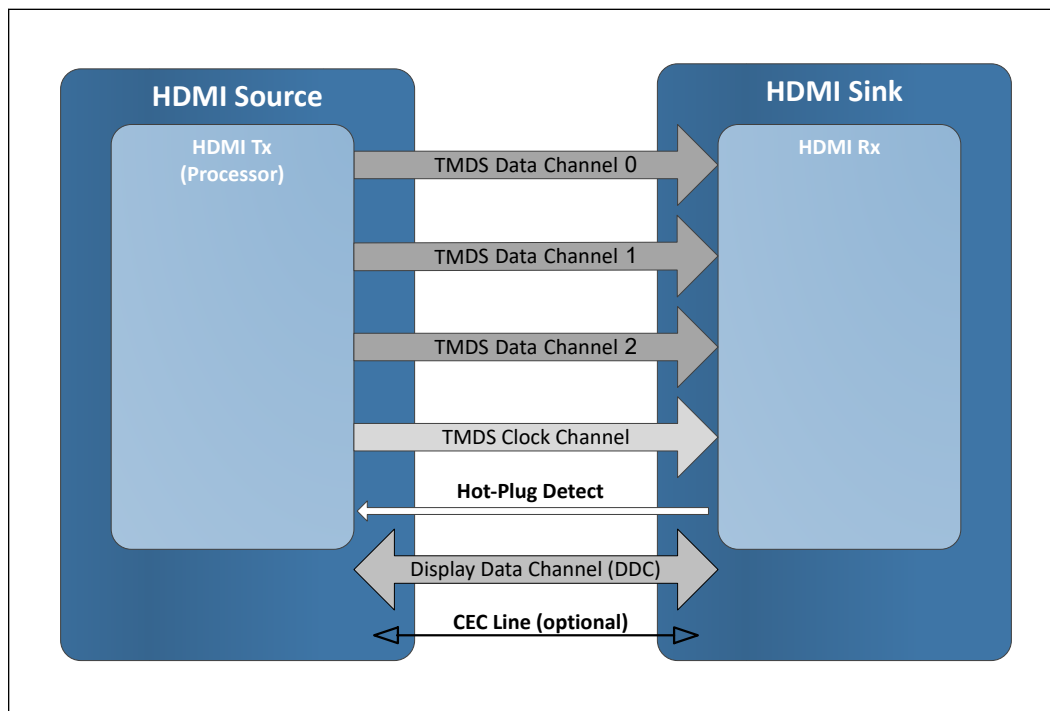 HDMI Source
HDMI Sink
HDMI Tx
(Processor)
HDMI Rx
TMDS Data Channel 0
TMDS Data Channel 1
TMDS Data Channel 2
TMDS Clock Channel
Hot-Plug Detect
Display Data Channel (DDC)
CEC Line (optional)